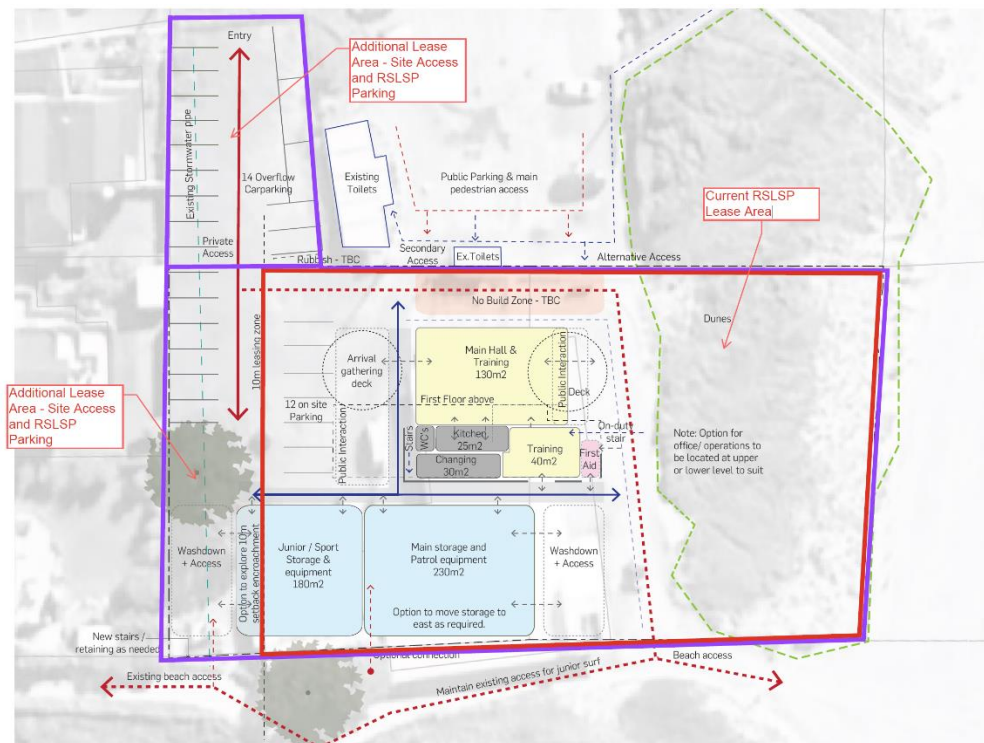 Entry
Additional Lease
Area - Site Access
and RSLSP
Parking
Existing Stormwater pipe
14 Overflow
Carparking
Existing
Toilets
Public Parking & main
pedestrian access
Current RSLSP
Lease Area
Private
Access
Secondary
Access
Ex.Toilets
Alternative Access
Rubbish - TBC
No Build Zone - TBC
Dunes
10m leasing zone
Arrival
gathering
deck
Main Hall &
Training
130m2
Public Interaction
Deck
Additional Lease
Area - Site Access
and RSLSP
Parking
12 on site
Parking
Public Interaction
First Floor above
On-duty
stair
Stairs
WC's
Kitchen
25m2
Changing
30m2
Training
40m2
First
Aid
Note: Option for
office/ operations to
be located at upper
or lower level to suit
Washdown
+ Access
Option to explore 10m
setback encroachment
Junior / Sport
Storage &
equipment
180m2
Main storage and
Patrol equipment
230m2
Option to move storage to
east as required.
Washdown
+ Access
New stairs /
retaining as needed
Optional connection
Beach access
Existing beach access
Maintain existing access for junior surf